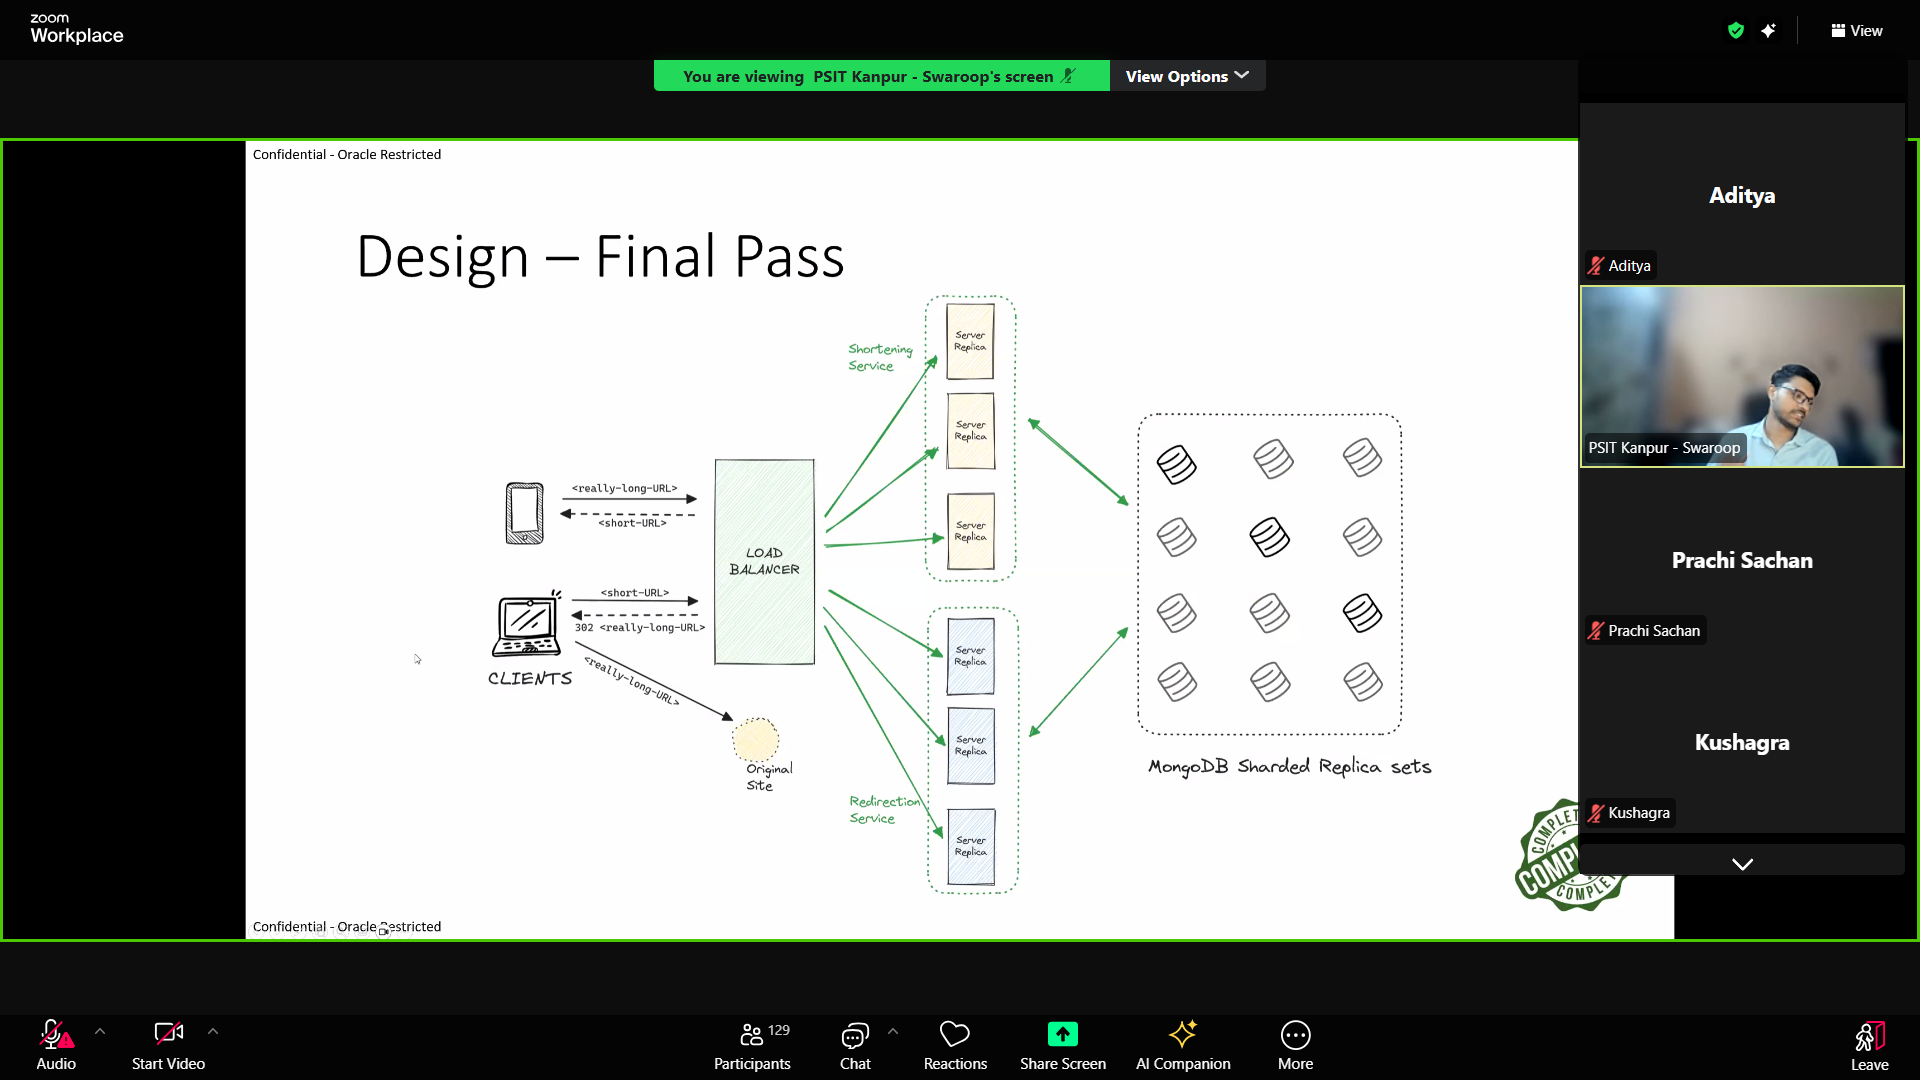 zoom
Workplace
View
You are viewing PSIT Kanpur - Swaroop's screen
View Options
Confidential - Oracle Restricted
Design – Final Pass
Shortening
Service
Server
Replica
Server
Replica
Server
Replica
<really-long-URL>
<short-URL>
LOAD
BALANCER
<short-URL>
302 <really-long-URL>
<really-long-URL>
CLIENTS
Original
Site
Server
Replica
Server
Replica
Server
Replica
Redirection
Service
MongoDB Sharded Replica sets
COMPLET
COMPL
COMPLET
Confidential - Oracle Restricted
Aditya
Aditya
PSIT Kanpur - Swaroop
Prachi Sachan
Prachi Sachan
Kushagra
Kushagra
Audio
Start Video
129
Participants
Chat
Reactions
Share Screen
AI Companion
More
Leave